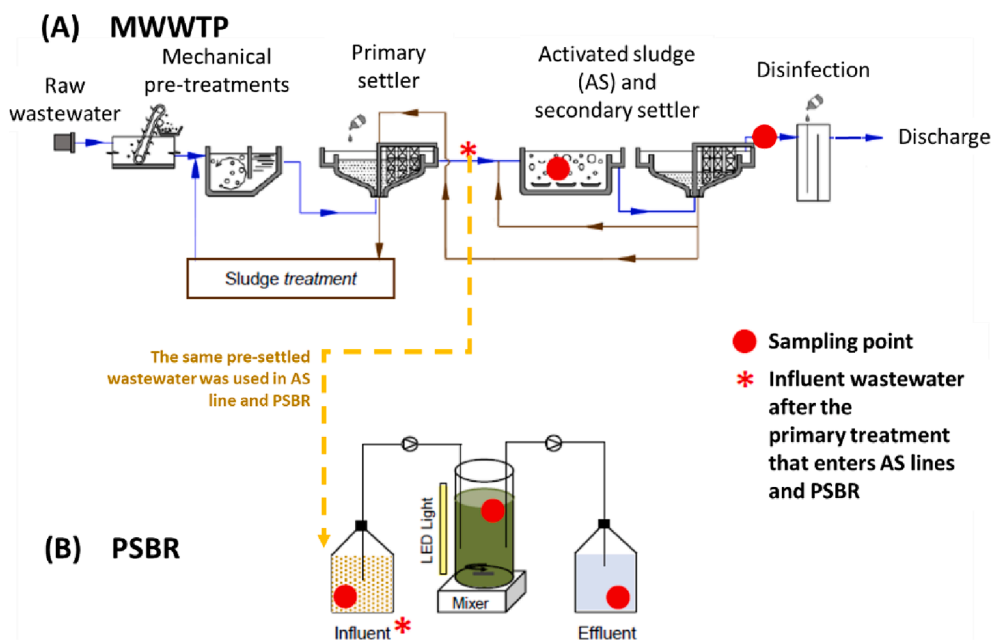 (A) MWWTP
Raw
wastewater
Mechanical
pre-treatments
Primary
settler
Activated sludge
(AS) and
secondary settler
Disinfection
Discharge
*
Sludge treatment
The same pre-settled
wastewater was used in AS
line and PSBR
Sampling point
* Influent wastewater
after the
primary treatment
that enters AS lines
and PSBR
(B) PSBR
LED Light
Mixer
Influent *
Effluent